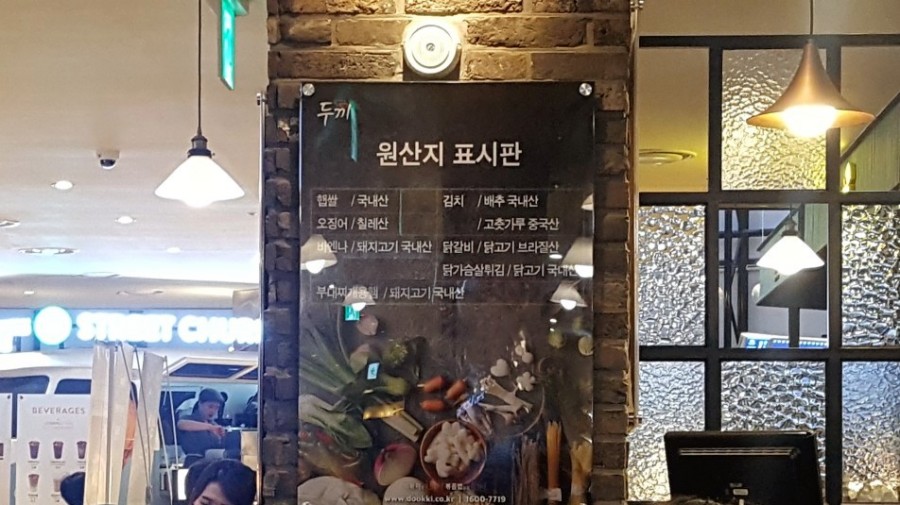 두끼
원산지 표시판
햅쌀 / 국내산
오징어 / 칠레산
비엔나 / 돼지고기 국내산
부대찌개용햄 / 돼지고기 국내산
김치 / 배추 국내산
/ 고춧가루 중국산
닭갈비 / 닭고기 브라질산
닭가슴살튀김 / 닭고기 국내산
www.dookki.co.kr | 1600-7719
STREET
BEVERAGES